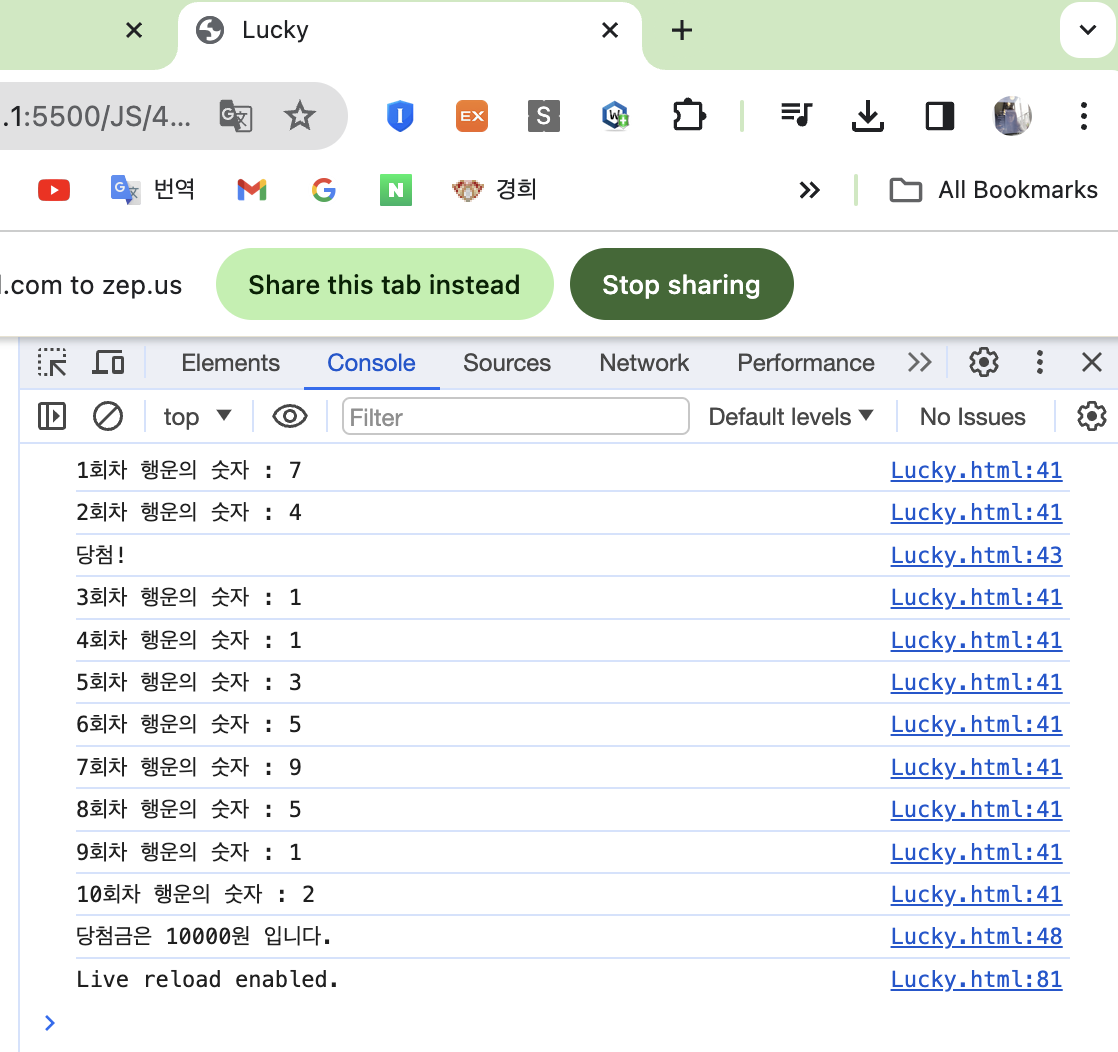 Lucky
.1:5500/JS/4...
EX
S
번역
N
경희
All Bookmarks
.com to zep.us
Share this tab instead
Stop sharing
Elements Console Sources Network Performance
top
Filter
Default levels
No Issues
1회차 행운의 숫자 : 7 Lucky.html:41
2회차 행운의 숫자 : 4 Lucky.html:41
당첨! Lucky.html:43
3회차 행운의 숫자 : 1 Lucky.html:41
4회차 행운의 숫자 : 1 Lucky.html:41
5회차 행운의 숫자 : 3 Lucky.html:41
6회차 행운의 숫자 : 5 Lucky.html:41
7회차 행운의 숫자 : 9 Lucky.html:41
8회차 행운의 숫자 : 5 Lucky.html:41
9회차 행운의 숫자 : 1 Lucky.html:41
10회차 행운의 숫자 : 2 Lucky.html:41
당첨금은 10000원 입니다. Lucky.html:48
Live reload enabled. Lucky.html:81